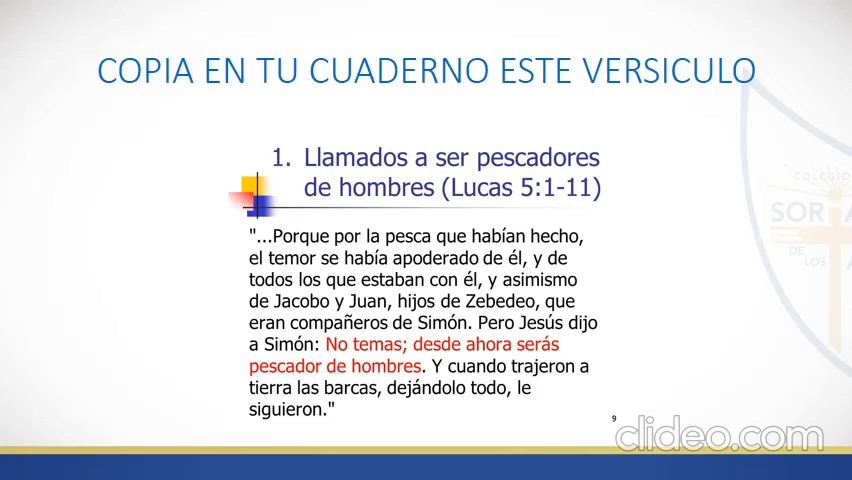 COPIA EN TU CUADERNO ESTE VERSICULO
1. Llamados a ser pescadores
de hombres (Lucas 5:1-11)
"...Porque por la pesca que habían hecho,
el temor se había apoderado de él, y de
todos los que estaban con él, y asimismo
de Jacobo y Juan, hijos de Zebedeo, que
eran compañeros de Simón. Pero Jesús dijo
a Simón: No temas; desde ahora serás
pescador de hombres. Y cuando trajeron a
tierra las barcas, dejándolo todo, le
siguieron."
COLEGIO
DE LOS
9
clideo.com